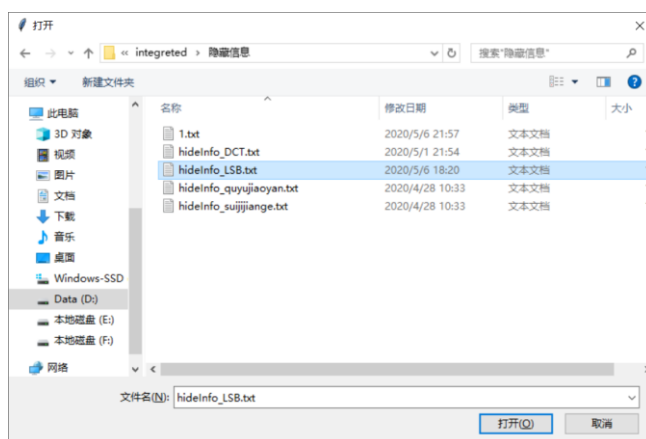 打开
« integreted › 隐藏信息
搜索"隐藏信息"
组织 新建文件夹
名称 修改日期 类型 大小
此电脑
3D 对象
视频
图片
文档
下载
音乐
桌面
Windows-SSD
Data (D:)
本地磁盘 (E:)
本地磁盘 (F:)
网络
1.txt 2020/5/6 21:57 文本文档
hideInfo_DCT.txt 2020/5/1 21:54 文本文档
hideInfo_LSB.txt 2020/5/6 18:20 文本文档
hideInfo_quyujiaoyan.txt 2020/4/28 10:33 文本文档
hideInfo_suijijiange.txt 2020/4/28 10:33 文本文档
文件名(N): hideInfo_LSB.txt
打开(O) 取消